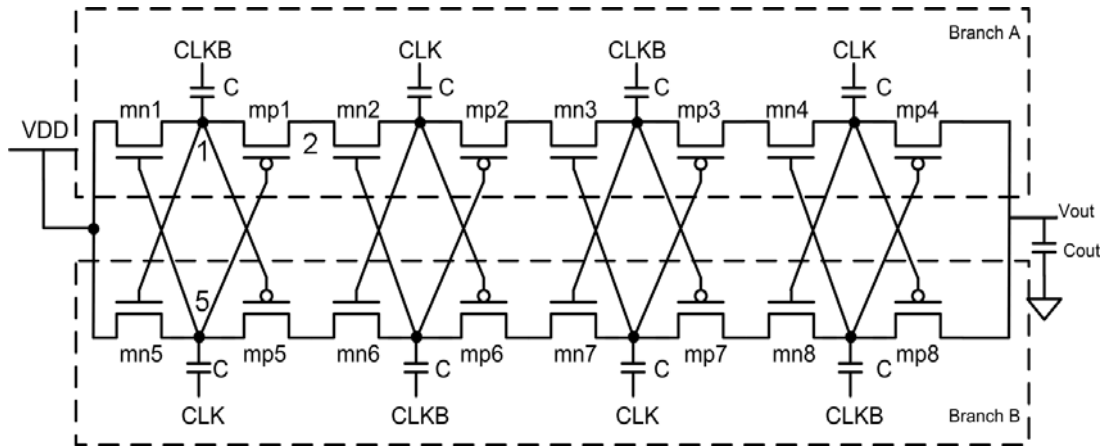 Branch A
CLKB CLK CLKB CLK
C C C C
mn1 mp1 mn2 mp2 mn3 mp3 mn4 mp4
VDD
1 2
Vout
Cout
5
mn5 mp5 mn6 mp6 mn7 mp7 mn8 mp8
C C C C
CLK CLKB CLK CLKB
Branch B